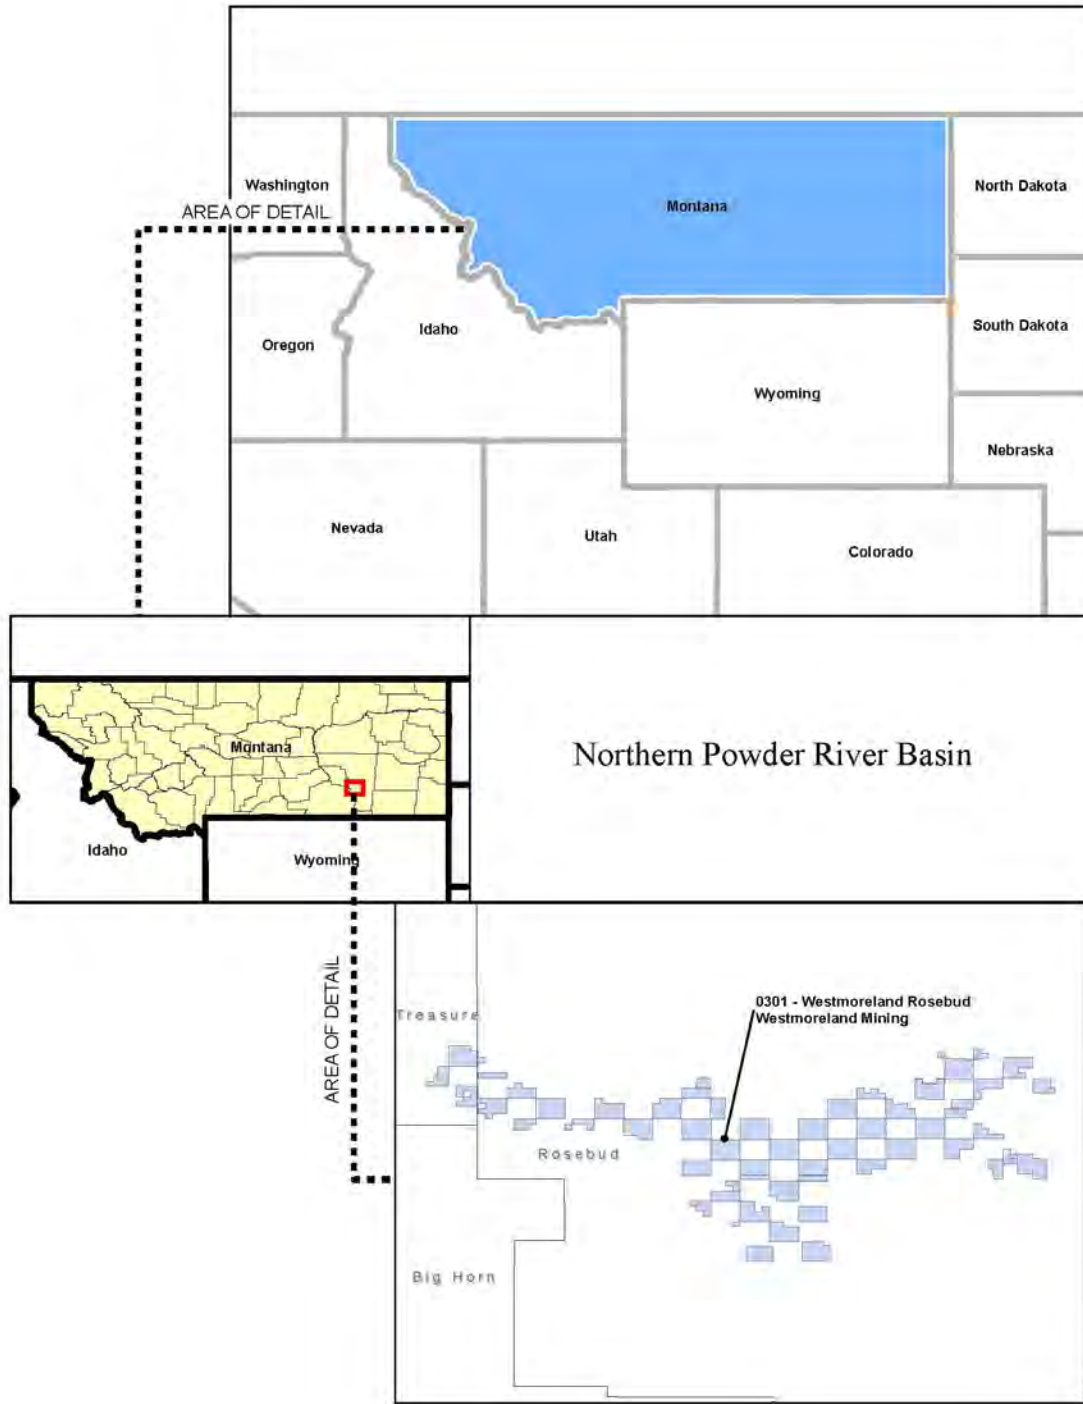 Washington
North Dakota
Montana
AREA OF DETAIL
Idaho
South Dakota
Oregon
Wyoming
Nebraska
Nevada
Utah
Colorado
Montana
Northern Powder River Basin
Idaho
Wyoming
AREA OF DETAIL
0301 - Westmoreland Rosebud
Westmoreland Mining
Treasure
Rosebud
Big Horn